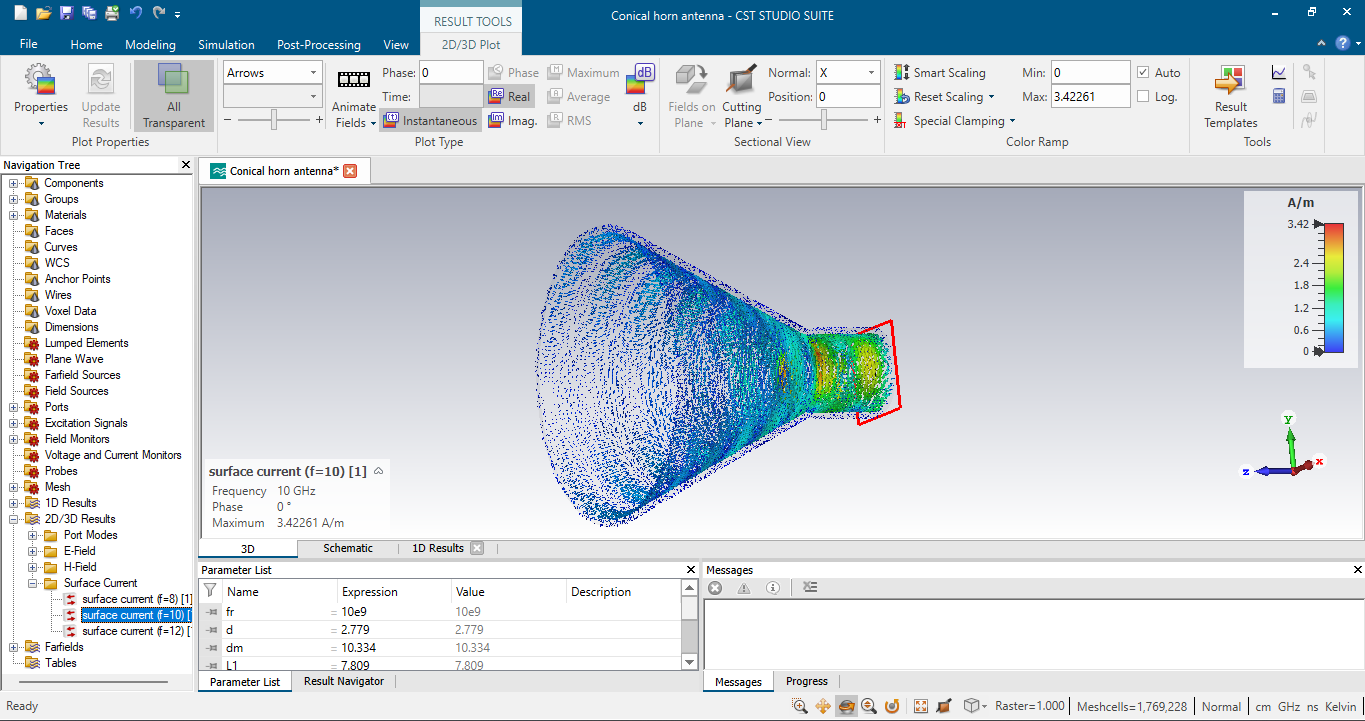 RESULT TOOLS
Conical horn antenna - CST STUDIO SUITE
File Home Modeling Simulation Post-Processing View 2D/3D Plot
Properties
Update Results
All Transparent
Plot Properties
Arrows
Animate Fields
Phase: 0
Time:
Instantaneous
Phase
Re Real
Im Imag.
Maximum
Average
RMS
dB
dB
Plot Type
Fields on Plane
Cutting Plane
Normal: X
Position: 0
Sectional View
Smart Scaling
Reset Scaling
Special Clamping
Min: 0
Max: 3.42261
Auto
Log.
Color Ramp
Result Templates
Tools
Navigation Tree
Components
Groups
Materials
Faces
Curves
WCS
Anchor Points
Wires
Voxel Data
Dimensions
Lumped Elements
Plane Wave
Farfield Sources
Field Sources
Ports
Excitation Signals
Field Monitors
Voltage and Current Monitors
Probes
Mesh
1D Results
2D/3D Results
Port Modes
E-Field
H-Field
Surface Current
surface current (f=8) [1]
surface current (f=10) [1
surface current (f=12) [1
Farfields
Tables
Conical horn antenna*
A/m
3.42
2.4
1.8
1.2
0.6
0
Y
x
z
surface current (f=10) [1]
Frequency 10 GHz
Phase 0 °
Maximum 3.42261 A/m
3D Schematic 1D Results
Parameter List
Name Expression Value Description
fr = 10e9 10e9
d = 2.779 2.779
dm = 10.334 10.334
L1 = 7.809 7.809
Parameter List Result Navigator
Messages
Messages Progress
Ready
Raster=1.000 Meshcells=1,769,228 Normal cm GHz ns Kelvin